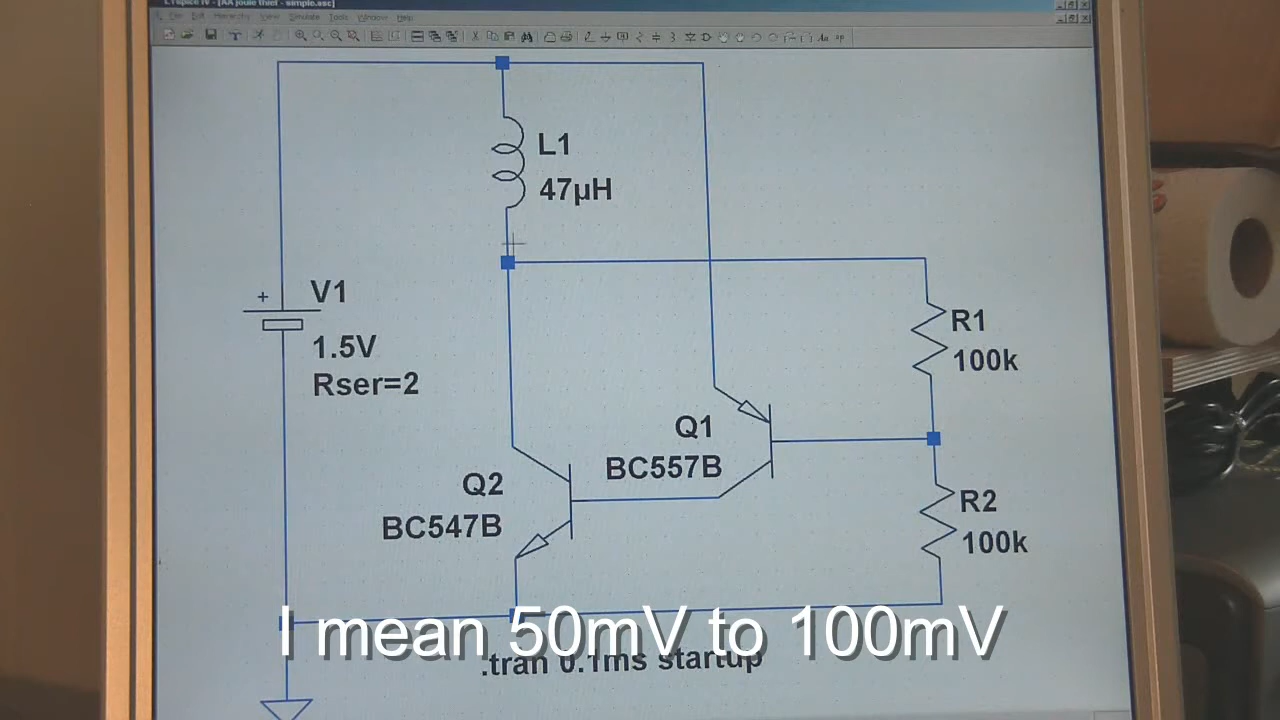 LTspice IV - [AA joule thief - simple.asc]
File Edit Hierarchy View Simulate Tools Window Help
L1
47µH
V1
+
1.5V
Rser=2
R1
100k
Q1
BC557B
Q2
BC547B
R2
100k
I mean 50mV to 100mV
.tran 0.1ms startup